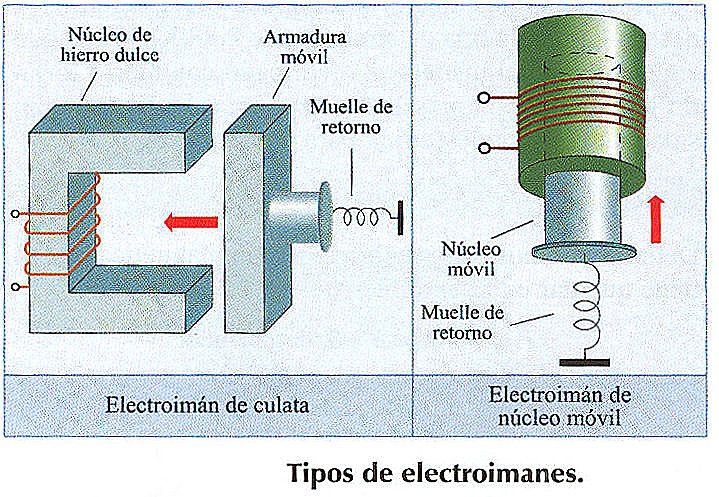 Núcleo de
hierro dulce
Armadura
móvil
Muelle de
retorno
Núcleo
móvil
Muelle de
retorno
Electroimán de culata
Electroimán de
núcleo móvil
Tipos de electroimanes.